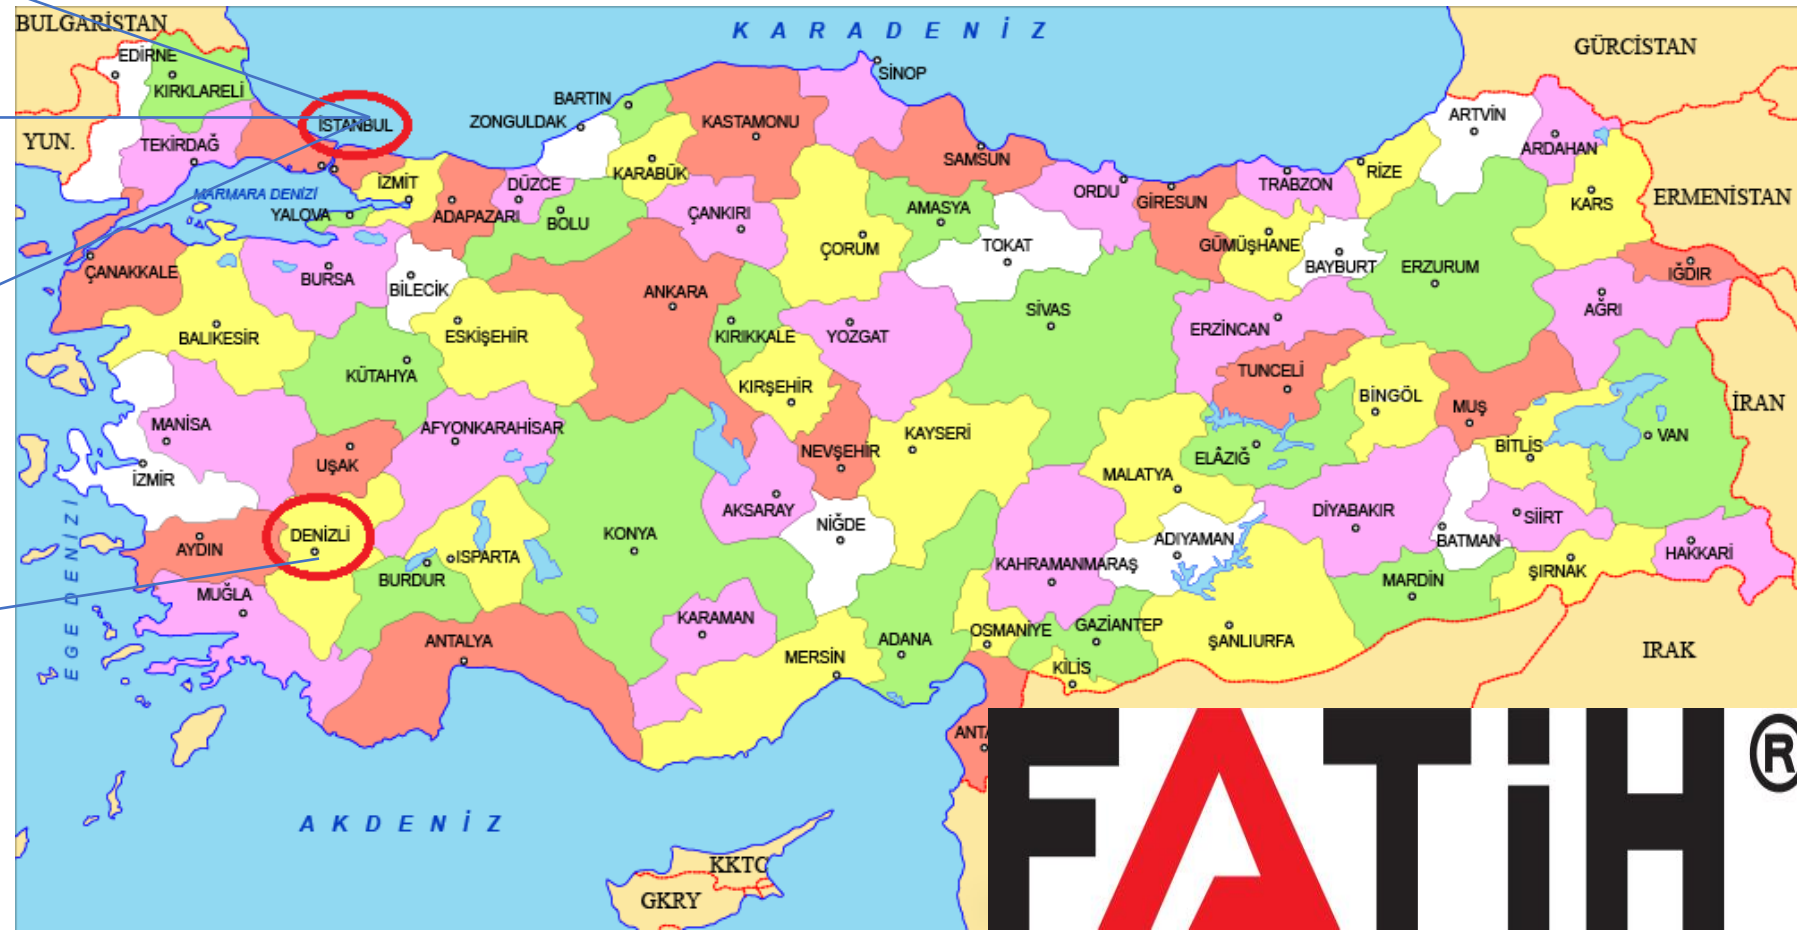 BULGARİSTAN
KARADENİZ
GÜRCİSTAN
EDİRNE
KIRKLARELİ
SİNOP
BARTIN
ZONGULDAK
İSTANBUL
KASTAMONU
ARTVİN
YUN.
TEKİRDAĞ
ARDAHAN
SAMSUN
KARABÜK
İZMİT
DÜZCE
ORDU
TRABZON
RİZE
MARMARA DENİZİ
GİRESUN
KARS
ERMENİSTAN
YALOVA
ADAPAZARI
BOLU
ÇANKIRI
AMASYA
ÇORUM
TOKAT
GÜMÜŞHANE
BAYBURT
ERZURUM
IĞDIR
ÇANAKKALE
BURSA
BİLECİK
ANKARA
SİVAS
AĞRI
BALIKESİR
ESKİŞEHİR
KIRIKKALE
YOZGAT
ERZİNCAN
KÜTAHYA
KIRŞEHİR
TUNCELİ
BİNGÖL
MUŞ
İRAN
MANİSA
AFYONKARAHİSAR
KAYSERİ
VAN
NEVŞEHİR
BİTLİS
UŞAK
ELÂZIĞ
İZMİR
MALATYA
AKSARAY
DİYABAKIR
SİİRT
NİĞDE
EGE DENIZI
DENİZLİ
KONYA
BATMAN
ADIYAMAN
AYDIN
ISPARTA
HAKKARİ
KAHRAMANMARAŞ
BURDUR
MARDİN
ŞIRNAK
MUĞLA
KARAMAN
OSMANİYE
GAZİANTEP
ANTALYA
ADANA
ŞANLIURFA
MERSİN
KİLİS
IRAK
ANTA
AKDENİZ
KKTC
GKRY
FATiH®